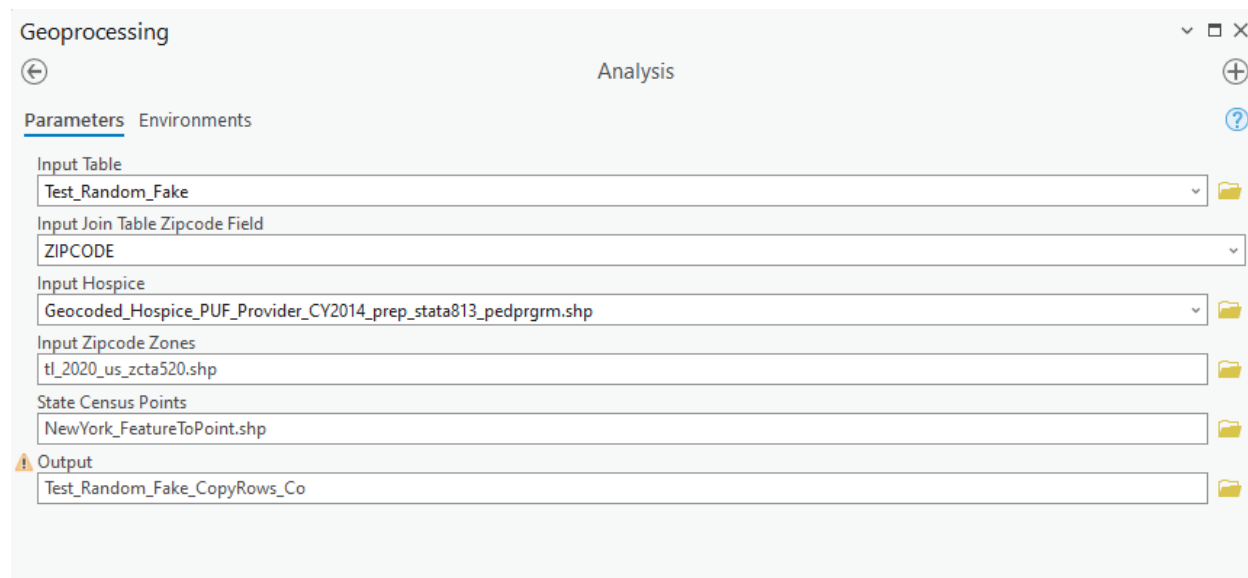 Geoprocessing
Analysis
Parameters Environments
Input Table
Test_Random_Fake
Input Join Table Zipcode Field
ZIPCODE
Input Hospice
Geocoded_Hospice_PUF_Provider_CY2014_prep_stata813_pedprgrm.shp
Input Zipcode Zones
tl_2020_us_zcta520.shp
State Census Points
NewYork_FeatureToPoint.shp
Output
Test_Random_Fake_CopyRows_Co